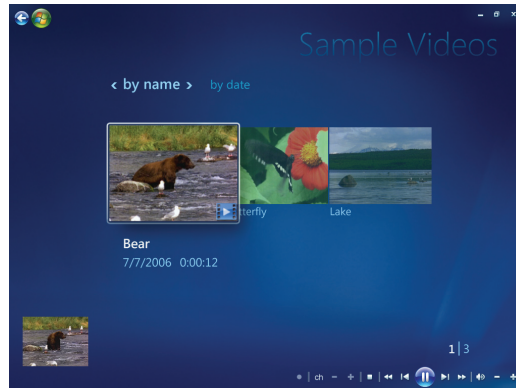 Sample Videos
‹ by name › by date
tterfly Lake
Bear
7/7/2006 0:00:12
1|3
ch - +